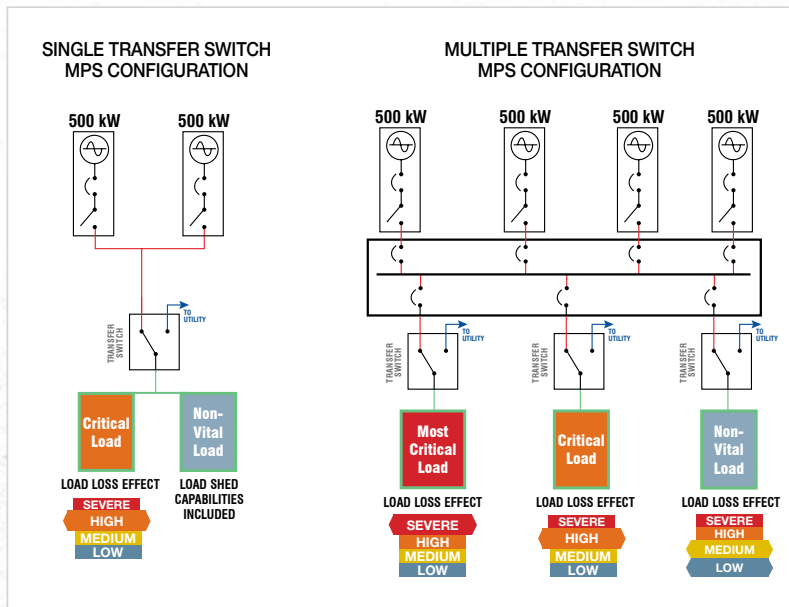 SINGLE TRANSFER SWITCH
MPS CONFIGURATION
500 kW
500 kW
TRANSFER
SWITCH
TO
UTILITY
Critical
Load
Non-
Vital
Load
LOAD LOSS EFFECT
SEVERE
HIGH
MEDIUM
LOW
LOAD SHED
CAPABILITIES
INCLUDED
MULTIPLE TRANSFER SWITCH
MPS CONFIGURATION
500 kW
500 kW
500 kW
500 kW
TRANSFER
SWITCH
TO
UTILITY
TRANSFER
SWITCH
TO
UTILITY
TRANSFER
SWITCH
TO
UTILITY
Most
Critical
Load
Critical
Load
Non-
Vital
Load
LOAD LOSS EFFECT
SEVERE
HIGH
MEDIUM
LOW
LOAD LOSS EFFECT
SEVERE
HIGH
MEDIUM
LOW
LOAD LOSS EFFECT
SEVERE
HIGH
MEDIUM
LOW